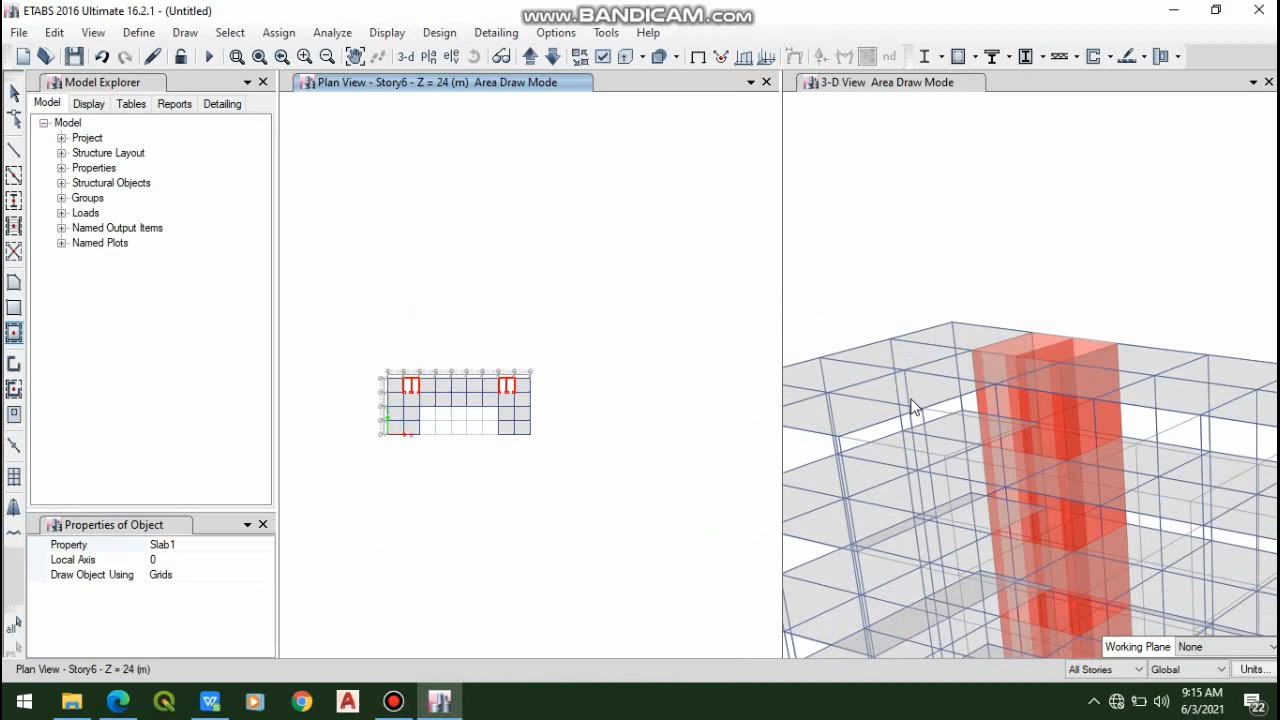 ETABS 2016 Ultimate 16.2.1 - (Untitled)
www.BANDICAM.com
File Edit View Define Draw Select Assign Analyze Display Design Detailing Options Tools Help
3-d
nd
Model Explorer
Plan View - Story6 - Z = 24 (m) Area Draw Mode
3-D View Area Draw Mode
Model Display Tables Reports Detailing
Model
Project
Structure Layout
Properties
Structural Objects
Groups
Loads
Named Output Items
Named Plots
Properties of Object
Property Slab1
Local Axis 0
Draw Object Using Grids
all
Working Plane None
Plan View - Story6 - Z = 24 (m)
All Stories Global Units...
9:15 AM
6/3/2021
22